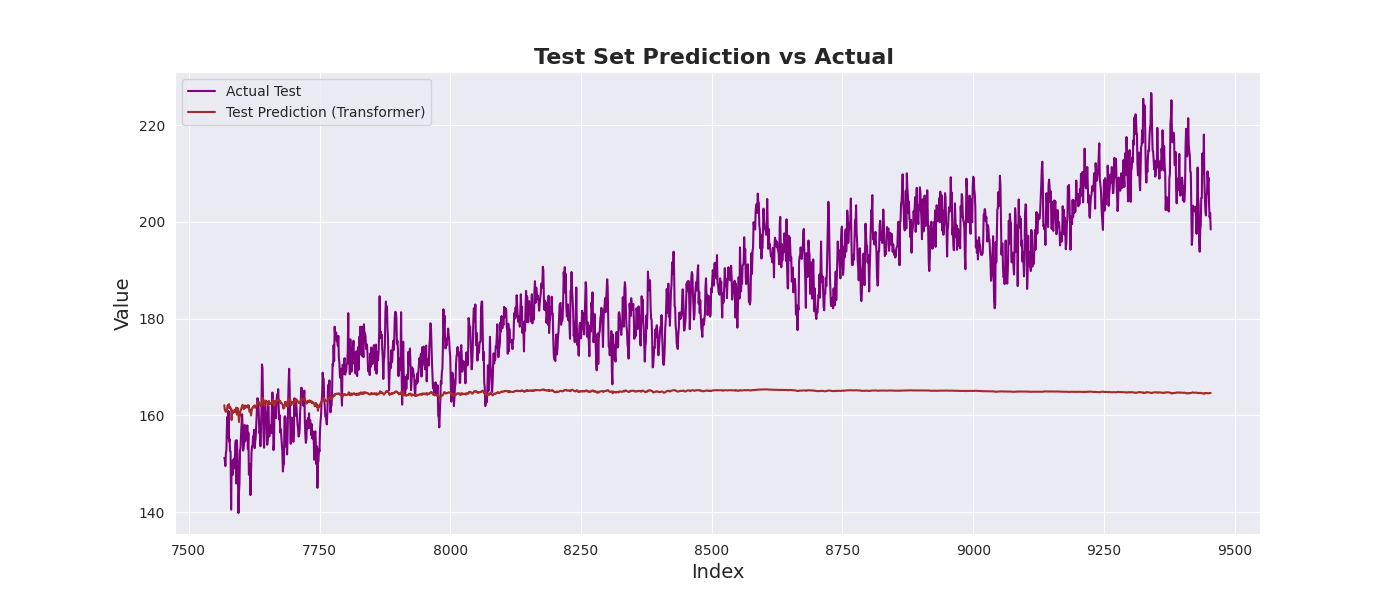 Test Set Prediction vs Actual
Actual Test
Test Prediction (Transformer)
Value
220
200
180
160
140
7500
7750
8000
8250
8500
8750
9000
9250
9500
Index